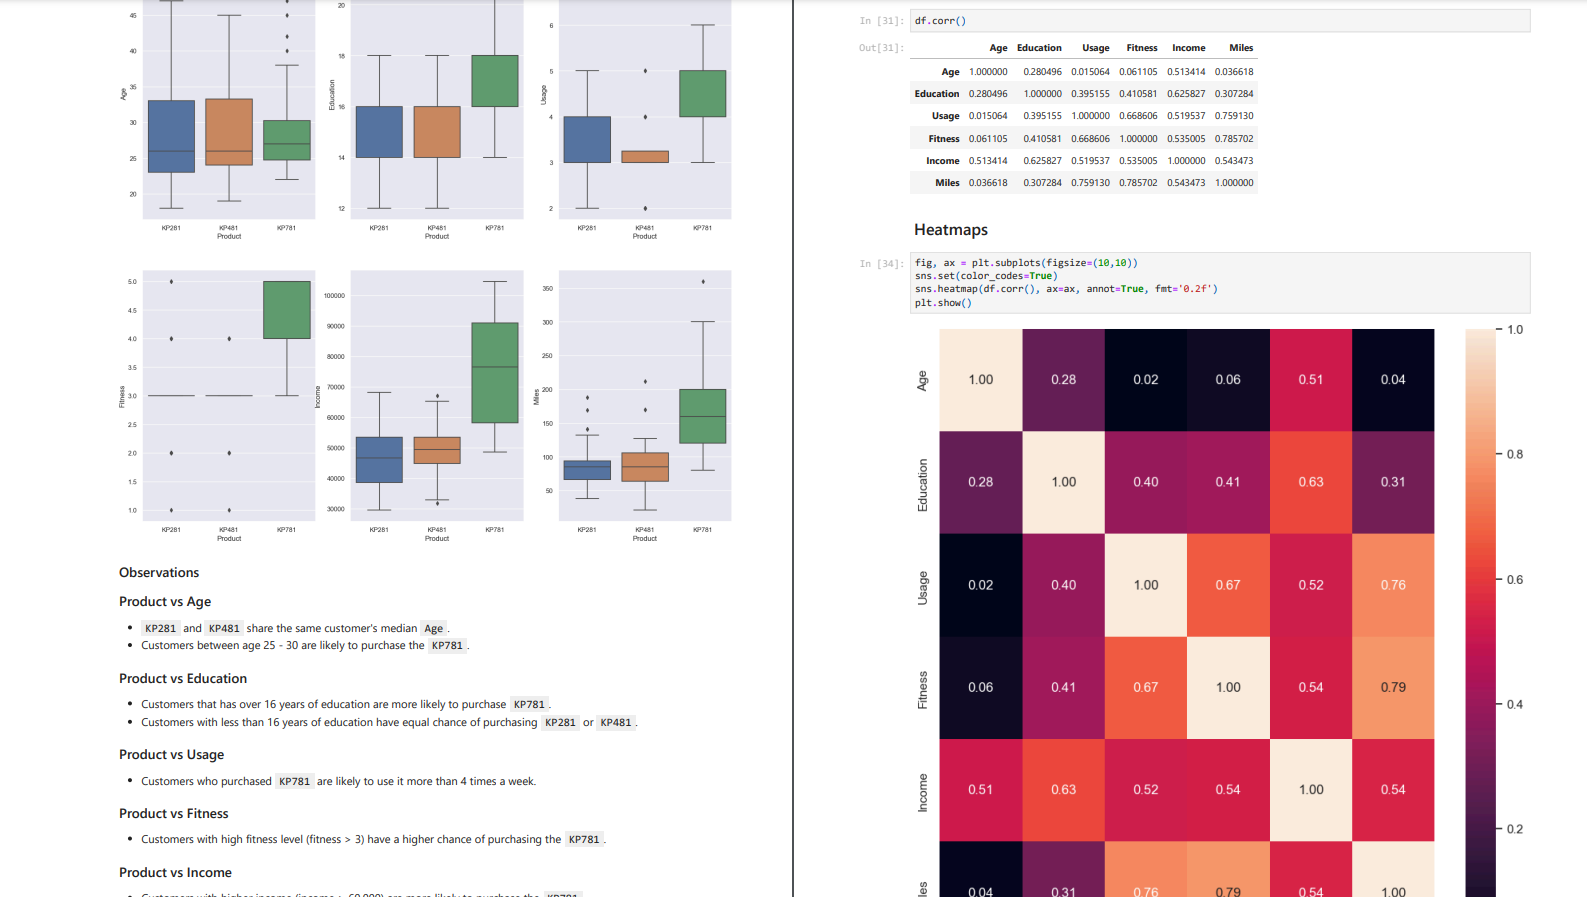 45
40
35
30
25
20
Age
KP281 KP481 KP781
Product
20
18
16
14
12
Education
KP281 KP481 KP781
Product
6
5
4
3
2
Usage
KP281 KP481 KP781
Product
5.0
4.5
4.0
3.5
3.0
2.5
2.0
1.5
1.0
Fitness
KP281 KP481 KP781
Product
100000
90000
80000
70000
60000
50000
40000
30000
Income
KP281 KP481 KP781
Product
350
300
250
200
150
100
50
Miles
KP281 KP481 KP781
Product
Observations
Product vs Age
• KP281 and KP481 share the same customer's median Age .
• Customers between age 25 - 30 are likely to purchase the KP781 .
Product vs Education
• Customers that has over 16 years of education are more likely to purchase KP781 .
• Customers with less than 16 years of education have equal chance of purchasing KP281 or KP481 .
Product vs Usage
• Customers who purchased KP781 are likely to use it more than 4 times a week.
Product vs Fitness
• Customers with high fitness level (fitness > 3) have a higher chance of purchasing the KP781 .
Product vs Income
• Customers with higher income (income > 60,000) are more likely to purchase the KP781
In [31]: df.corr()
Out[31]: Age Education Usage Fitness Income Miles
Age 1.000000 0.280496 0.015064 0.061105 0.513414 0.036618
Education 0.280496 1.000000 0.395155 0.410581 0.625827 0.307284
Usage 0.015064 0.395155 1.000000 0.668606 0.519537 0.759130
Fitness 0.061105 0.410581 0.668606 1.000000 0.535005 0.785702
Income 0.513414 0.625827 0.519537 0.535005 1.000000 0.543473
Miles 0.036618 0.307284 0.759130 0.785702 0.543473 1.000000
Heatmaps
In [34]: fig, ax = plt.subplots(figsize=(10,10))
sns.set(color_codes=True)
sns.heatmap(df.corr(), ax=ax, annot=True, fmt='0.2f')
plt.show()
Age 1.00 0.28 0.02 0.06 0.51 0.04
Education 0.28 1.00 0.40 0.41 0.63 0.31
Usage 0.02 0.40 1.00 0.67 0.52 0.76
Fitness 0.06 0.41 0.67 1.00 0.54 0.79
Income 0.51 0.63 0.52 0.54 1.00 0.54
les 0.04 0.31 0.76 0.79 0.54 1.00
1.0
0.8
0.6
0.4
0.2